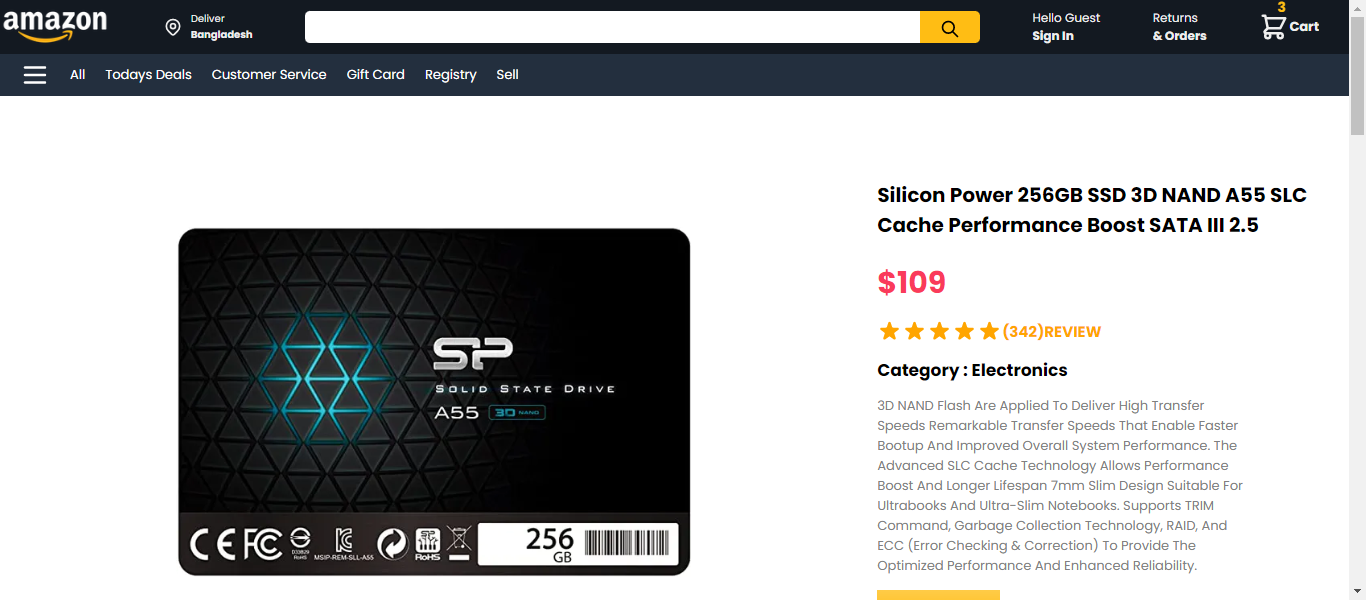 amazon
Deliver
Bangladesh
Hello Guest
Sign In
Returns
& Orders
3
Cart
All
Todays Deals
Customer Service
Gift Card
Registry
Sell
Silicon Power 256GB SSD 3D NAND A55 SLC
Cache Performance Boost SATA III 2.5
$109
(342)REVIEW
Category : Electronics
3D NAND Flash Are Applied To Deliver High Transfer
Speeds Remarkable Transfer Speeds That Enable Faster
Bootup And Improved Overall System Performance. The
Advanced SLC Cache Technology Allows Performance
Boost And Longer Lifespan 7mm Slim Design Suitable For
Ultrabooks And Ultra-Slim Notebooks. Supports TRIM
Command, Garbage Collection Technology, RAID, And
ECC (Error Checking & Correction) To Provide The
Optimized Performance And Enhanced Reliability.
SP
SOLID STATE DRIVE
A55 3D NAND
CE FC
RoHS
MSIP-REM-SLL-A55
RoHS
256
GB